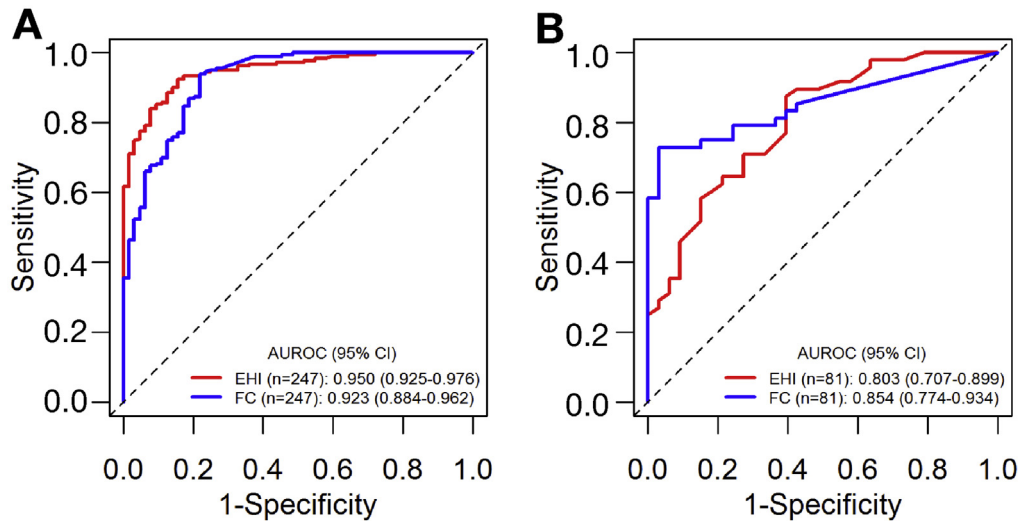 A
Sensitivity
1.0
0.8
0.6
0.4
0.2
0.0
AUROC (95% CI)
EHI (n=247): 0.950 (0.925-0.976)
FC (n=247): 0.923 (0.884-0.962)
0.0 0.2 0.4 0.6 0.8 1.0
1-Specificity
B
Sensitivity
1.0
0.8
0.6
0.4
0.2
0.0
AUROC (95% CI)
EHI (n=81): 0.803 (0.707-0.899)
FC (n=81): 0.854 (0.774-0.934)
0.0 0.2 0.4 0.6 0.8 1.0
1-Specificity